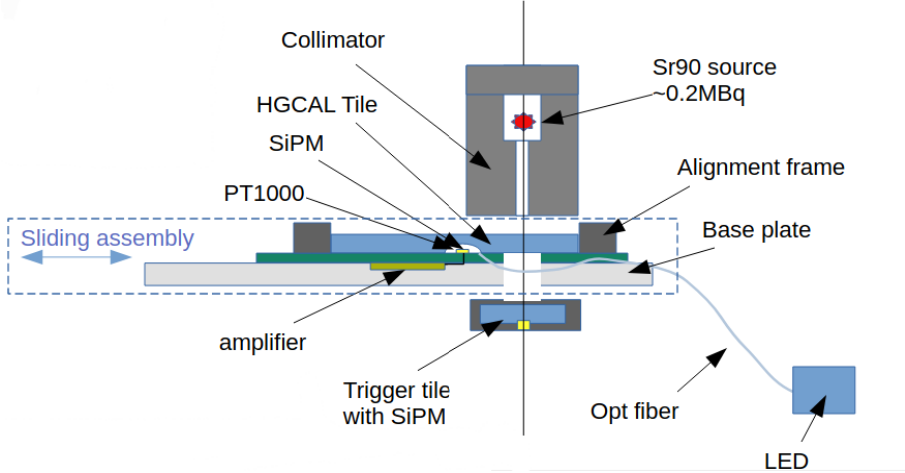 Collimator
Sr90 source
~0.2MBq
HGCAL Tile
SiPM
Alignment frame
PT1000
Base plate
Sliding assembly
amplifier
Trigger tile
with SiPM
Opt fiber
LED